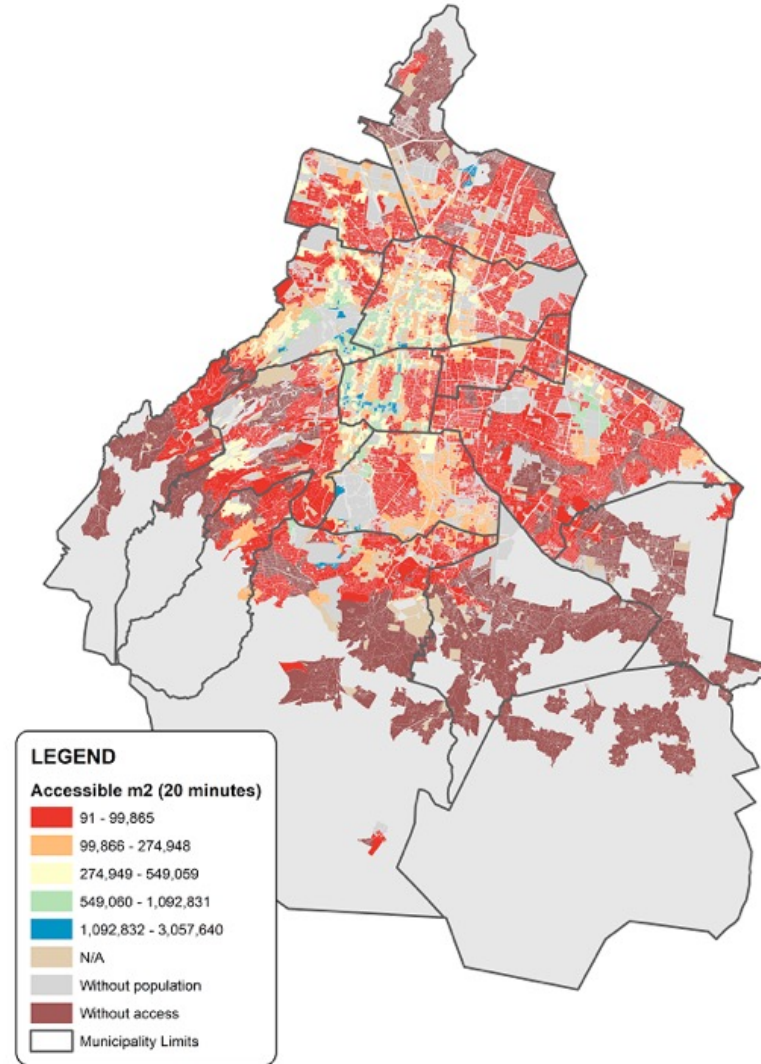 LEGEND
Accessible m2 (20 minutes)
91 - 99,865
99,866 - 274,948
274,949 - 549,059
549,060 - 1,092,831
1,092,832 - 3,057,640
N/A
Without population
Without access
Municipality Limits